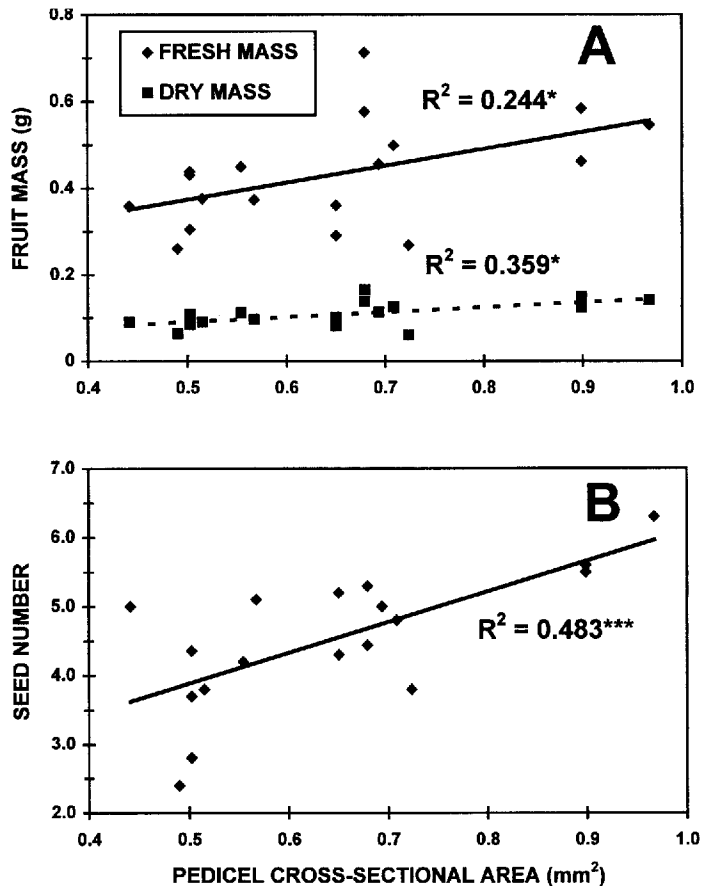 0.8
A
FRESH MASS
DRY MASS
R² = 0.244*
0.6
FRUIT MASS (g)
0.4
R² = 0.359*
0.2
0
0.4 0.5 0.6 0.7 0.8 0.9 1.0
7.0
B
6.0
SEED NUMBER
5.0
R² = 0.483***
4.0
3.0
2.0
0.4 0.5 0.6 0.7 0.8 0.9 1.0
PEDICEL CROSS-SECTIONAL AREA (mm²)